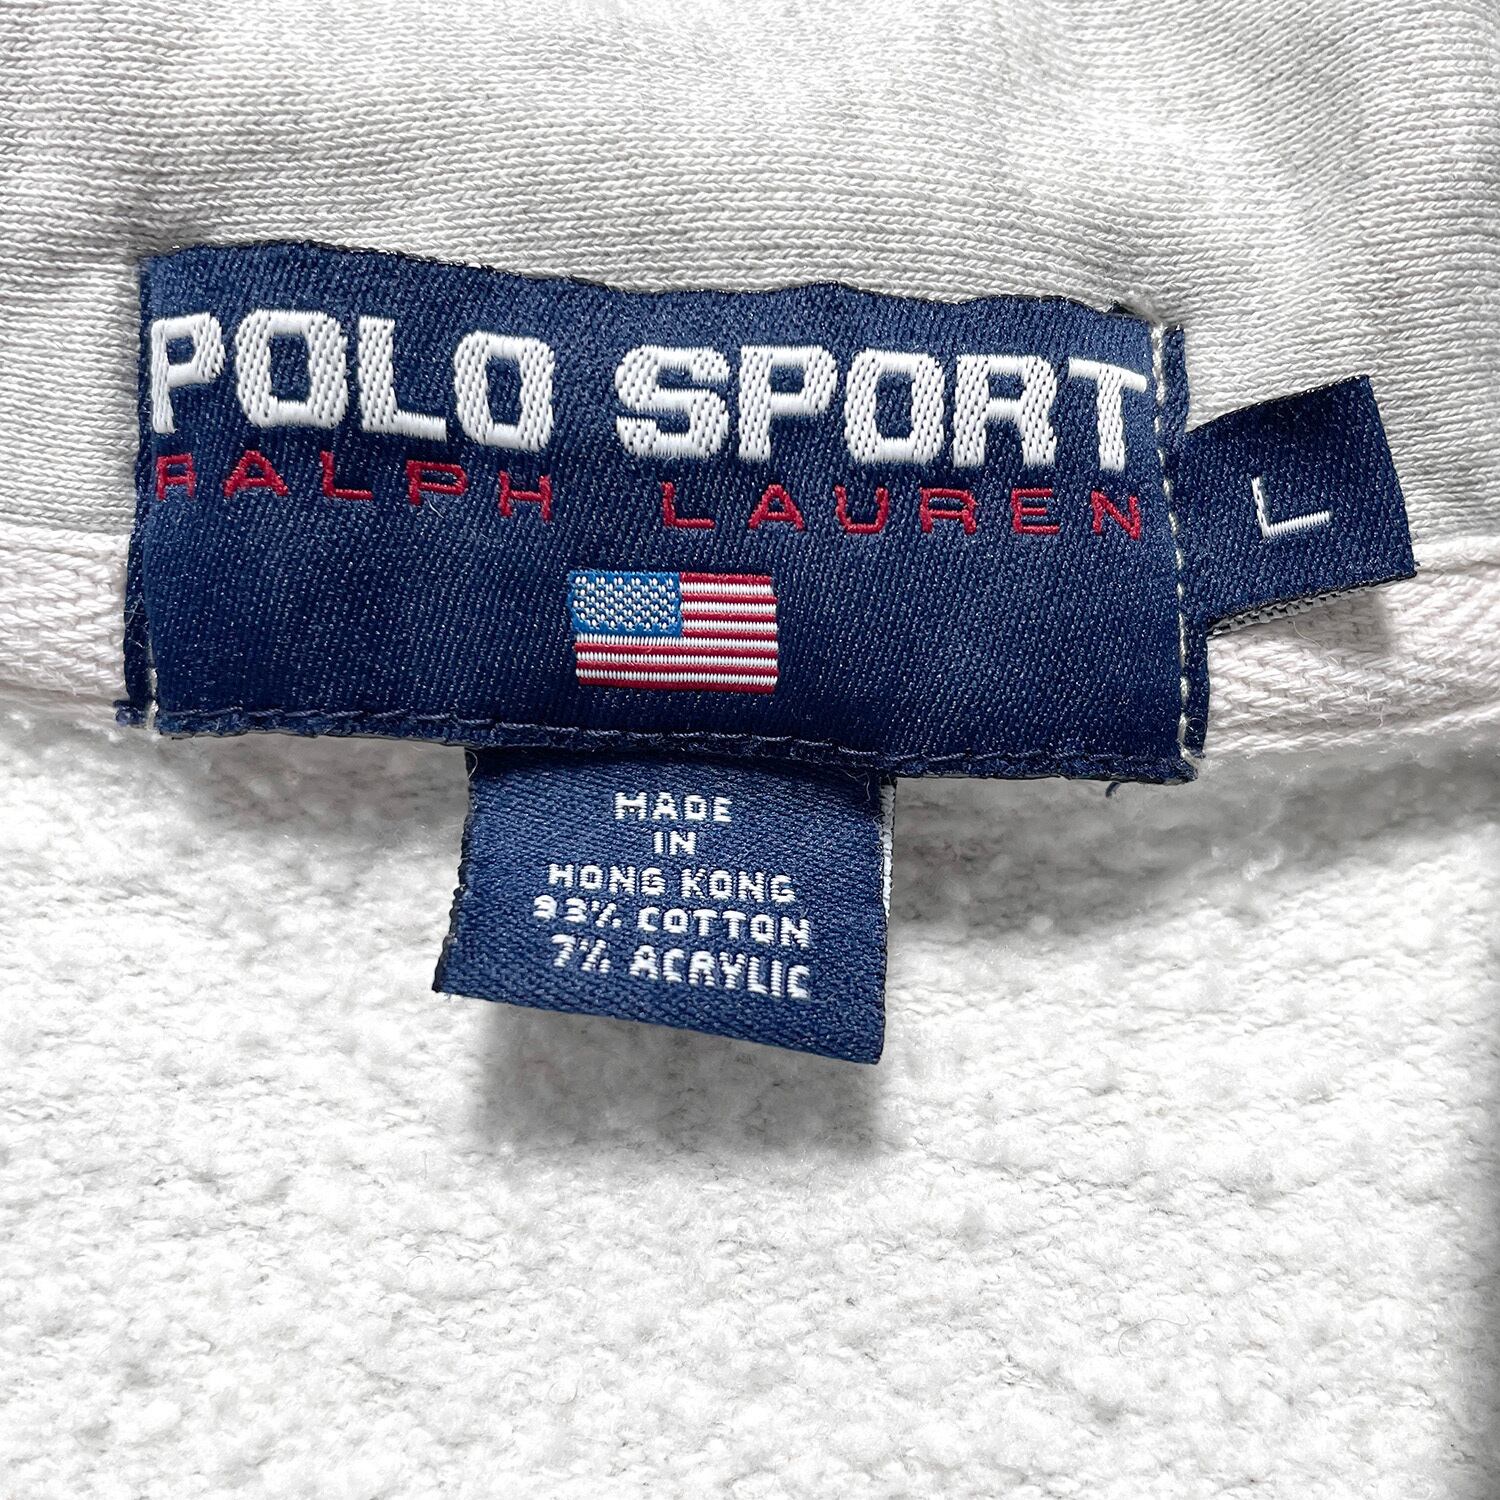 POLO SPORT
RALPH LAUREN
L
MADE
IN
HONG KONG
93% COTTON
7% ACRYLIC